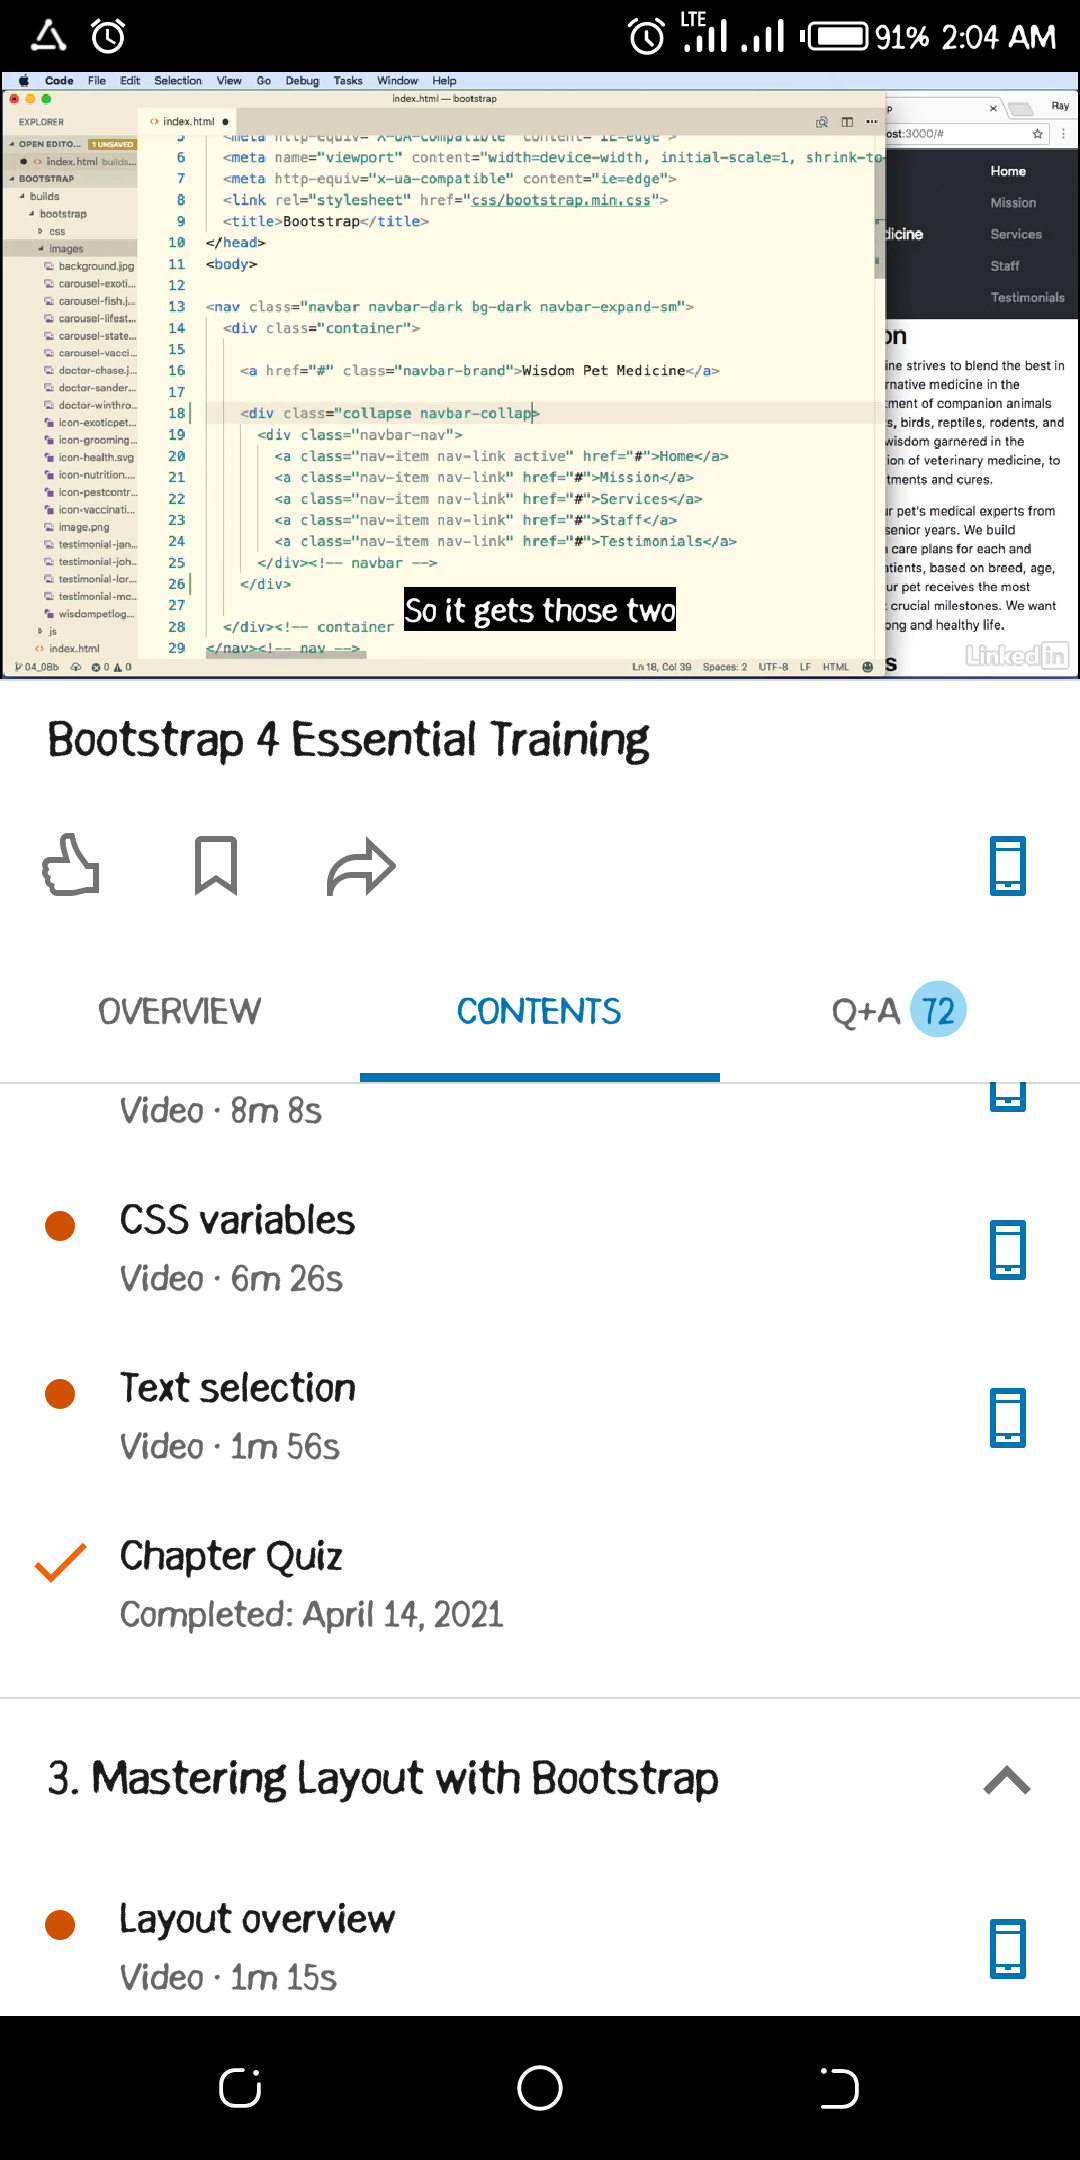 LTE 91% 2:04 AM
Code File Edit Selection View Go Debug Tasks Window Help
index.html — bootstrap
EXPLORER
index.html
OPEN EDITO... 1 UNSAVED
index.html builds...
BOOTSTRAP
builds
bootstrap
css
images
background.jpg
carousel-exoti...
carousel-fish.j...
carousel-lifest...
carousel-state...
carousel-vacci...
doctor-chase.j...
doctor-sander...
doctor-winthro...
icon-exoticpet...
icon-grooming...
icon-health.svg
icon-nutrition....
icon-pestcontr...
icon-vaccinati...
image.png
testimonial-jan...
testimonial-joh...
testimonial-lor...
testimonial-mc...
wisdompetlog...
js
index.html
5 <meta http-equiv="X-UA-Compatible" content="IE=edge">
6 <meta name="viewport" content="width=device-width, initial-scale=1, shrink-to-
7 <meta http-equiv="x-ua-compatible" content="ie=edge">
8 <link rel="stylesheet" href="css/bootstrap.min.css">
9 <title>Bootstrap</title>
10 </head>
11 <body>
12
13 <nav class="navbar navbar-dark bg-dark navbar-expand-sm">
14 <div class="container">
15
16 <a href="#" class="navbar-brand">Wisdom Pet Medicine</a>
17
18 <div class="collapse navbar-collap>
19 <div class="navbar-nav">
20 <a class="nav-item nav-link active" href="#">Home</a>
21 <a class="nav-item nav-link" href="#">Mission</a>
22 <a class="nav-item nav-link" href="#">Services</a>
23 <a class="nav-item nav-link" href="#">Staff</a>
24 <a class="nav-item nav-link" href="#">Testimonials</a>
25 </div><!-- navbar -->
26 </div>
27
28 </div><!-- container
29 </nav><!-- nav -->
So it gets those two
04_08b 0 0 Ln 18, Col 39 Spaces: 2 UTF-8 LF HTML
p Ray
ost:3000/#
Home
Mission
dicine Services
Staff
Testimonials
on
ine strives to blend the best in
rnative medicine in the
ment of companion animals
s, birds, reptiles, rodents, and
wisdom garnered in the
ion of veterinary medicine, to
tments and cures.
ur pet's medical experts from
senior years. We build
care plans for each and
atients, based on breed, age,
ur pet receives the most
crucial milestones. We want
ong and healthy life.
s
LinkedIn
Bootstrap 4 Essential Training
OVERVIEW CONTENTS Q+A 72
Video · 8m 8s
CSS variables
Video · 6m 26s
Text selection
Video · 1m 56s
Chapter Quiz
Completed: April 14, 2021
3. Mastering Layout with Bootstrap
Layout overview
Video · 1m 15s